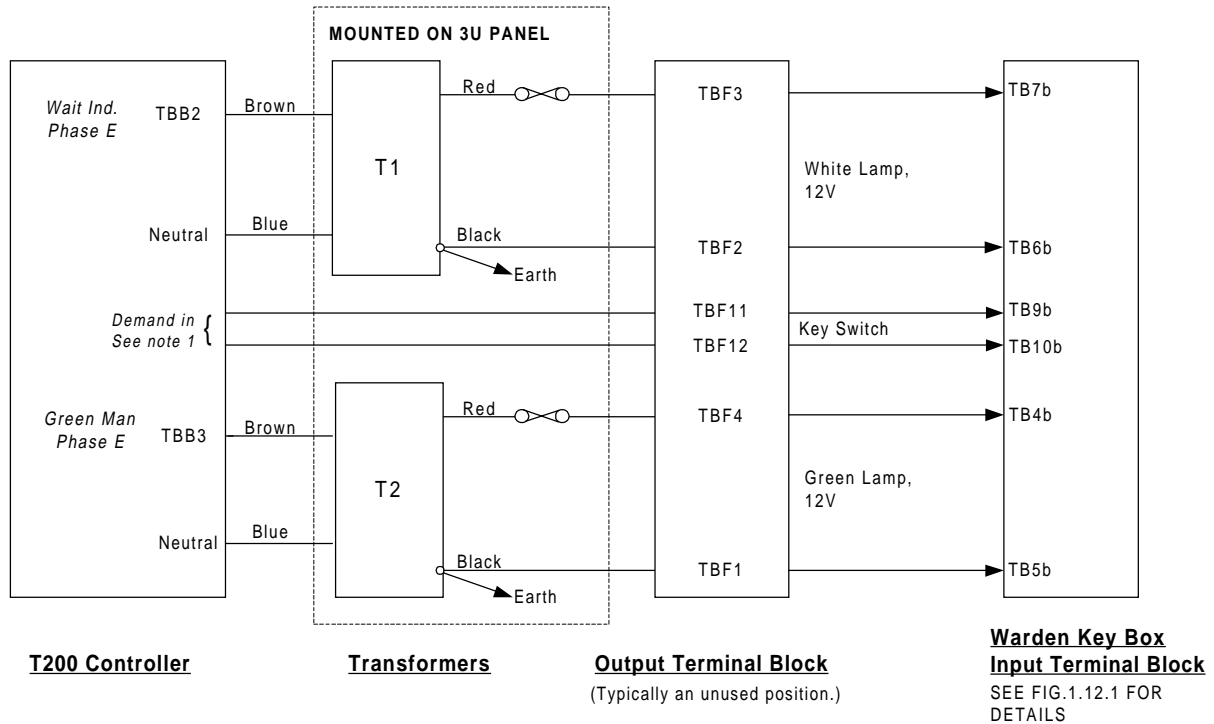 MOUNTED ON 3U PANEL
Wait Ind.
Phase E
TBB2
Brown
Red
TBF3
TB7b
T1
White Lamp,
12V
Neutral
Blue
Black
TBF2
TB6b
Earth
Demand in
See note 1
{
TBF11
TB9b
Key Switch
TBF12
TB10b
Green Man
Phase E
TBB3
Brown
Red
TBF4
TB4b
T2
Green Lamp,
12V
Neutral
Blue
Black
TBF1
TB5b
Earth
T200 Controller
Transformers
Output Terminal Block
(Typically an unused position.)
Warden Key Box
Input Terminal Block
SEE FIG.1.12.1 FOR
DETAILS